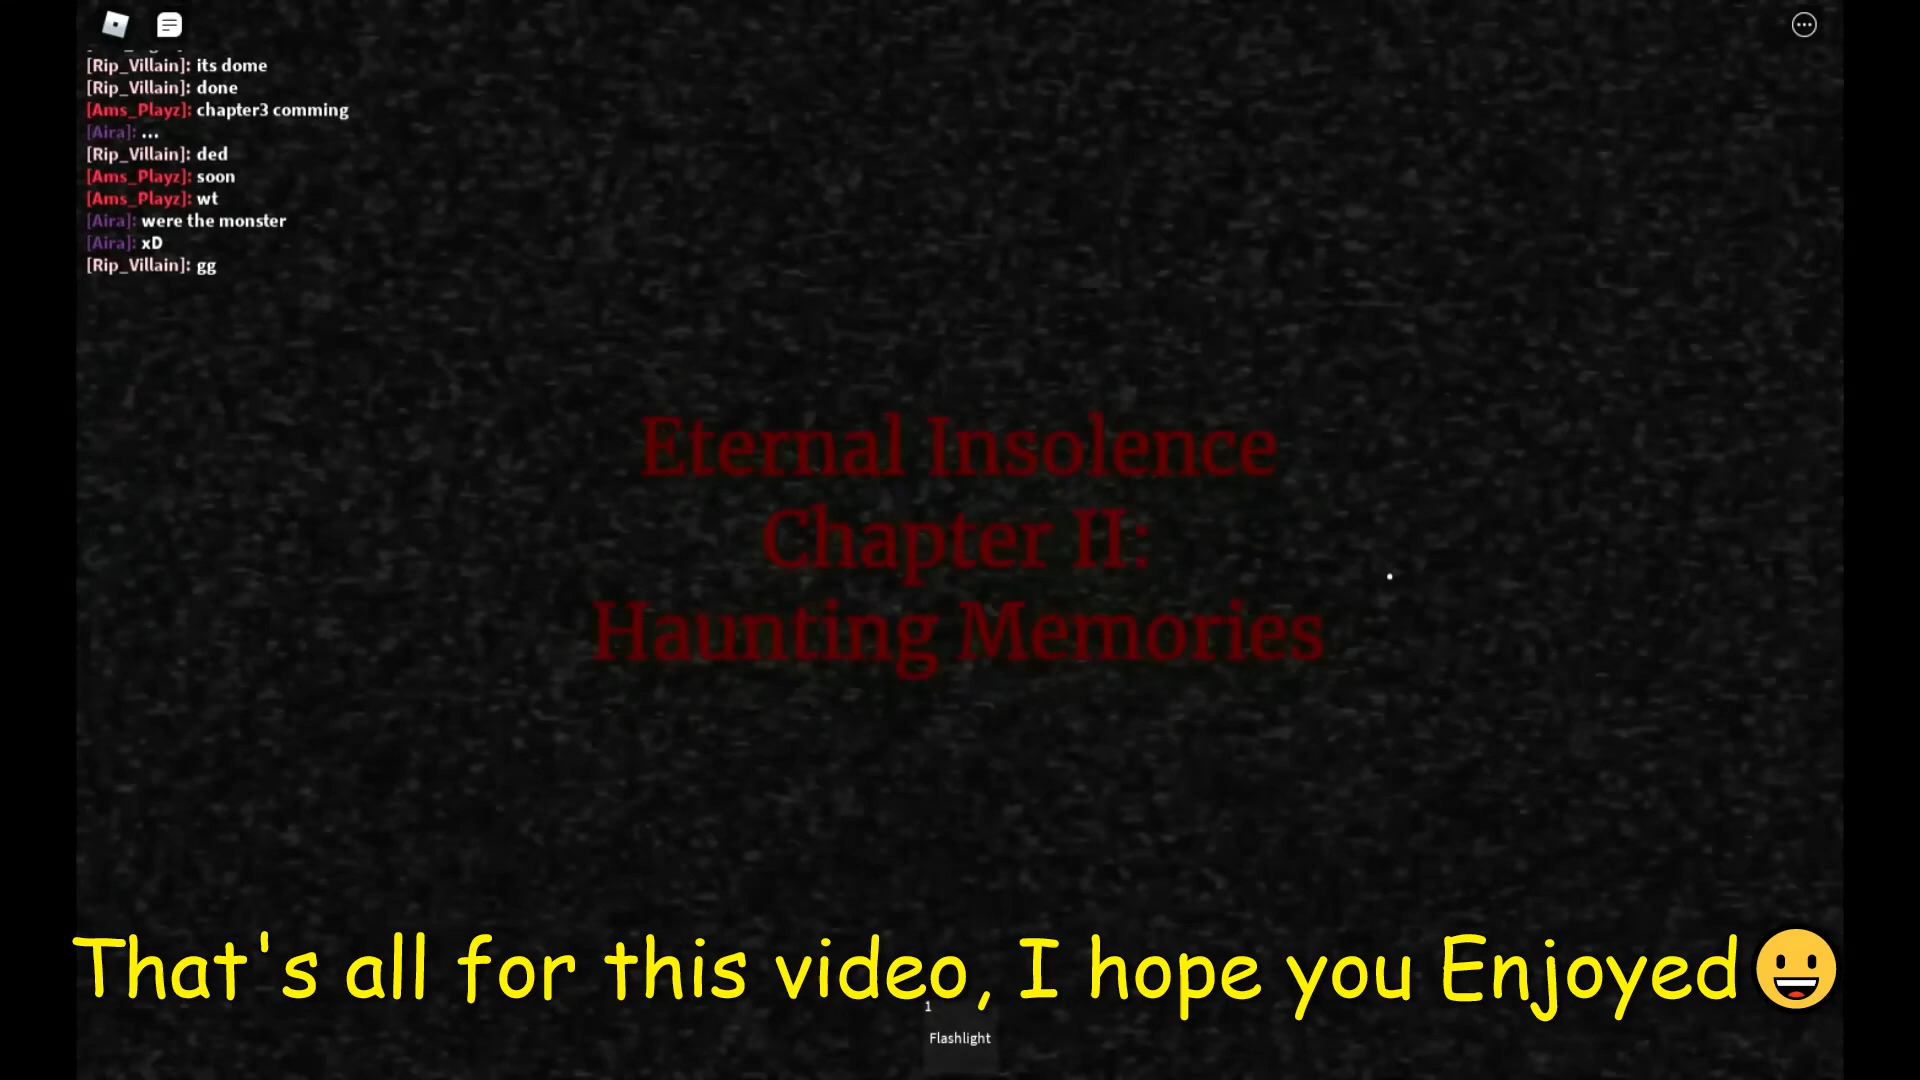 [Rip_Villain]: its dome
[Rip_Villain]: done
[Ams_Playz]: chapter3 comming
[Aira]: ...
[Rip_Villain]: ded
[Ams_Playz]: soon
[Ams_Playz]: wt
[Aira]: were the monster
[Aira]: xD
[Rip_Villain]: gg
Eternal Insolence
Chapter II:
Haunting Memories
That's all for this video, I hope you Enjoyed😀
1
Flashlight